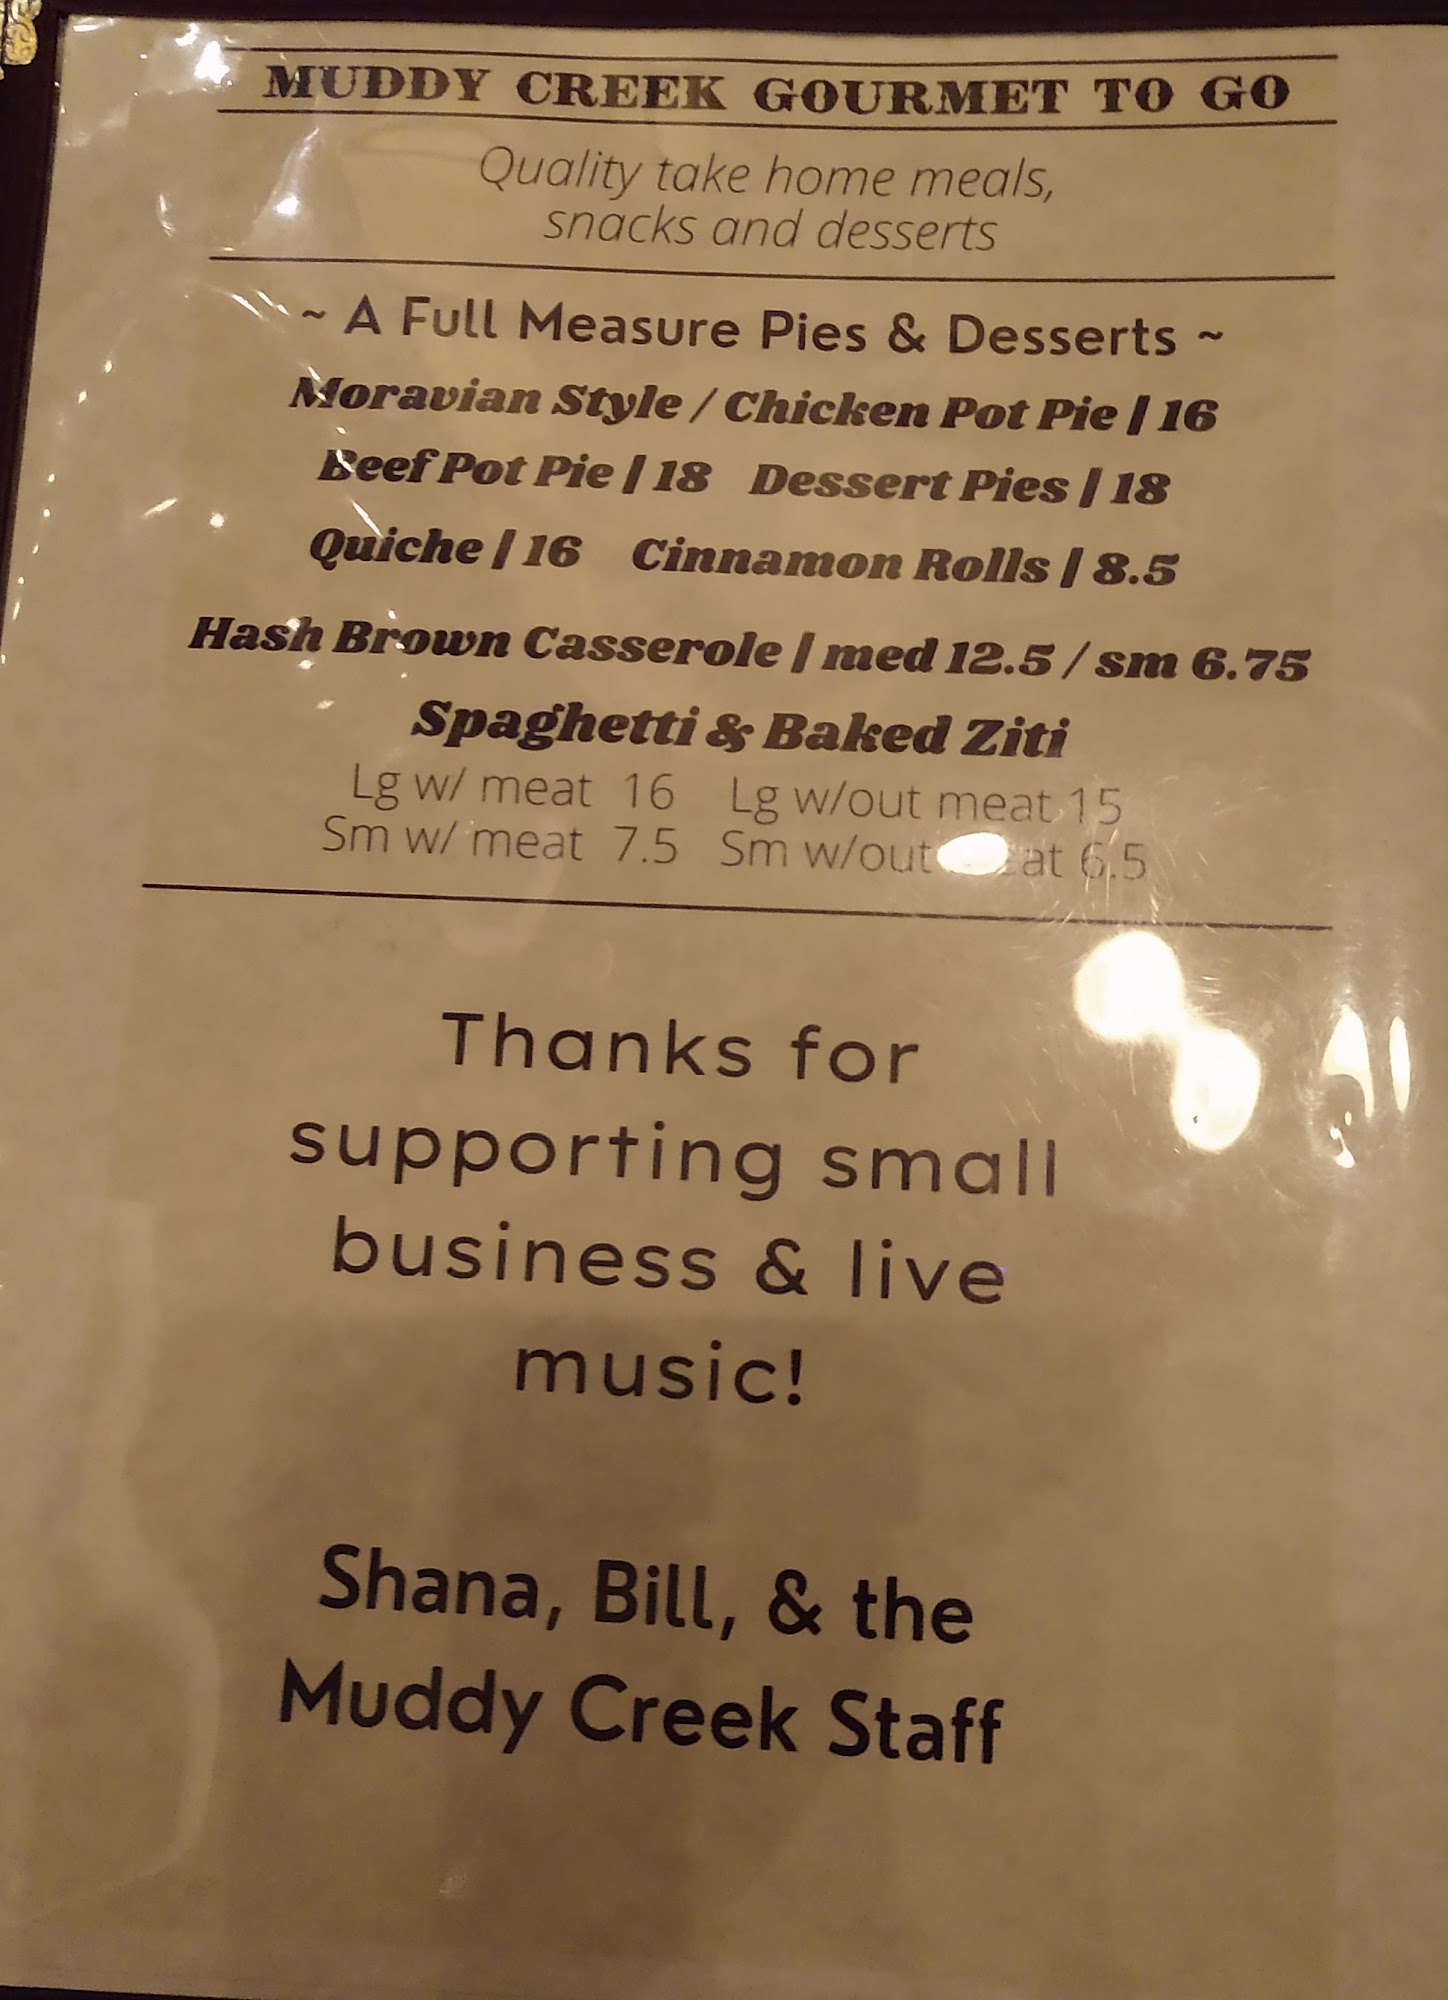 MUDDY CREEK GOURMET TO GO
Quality take home meals,
snacks and desserts
~ A Full Measure Pies & Desserts ~
Moravian Style / Chicken Pot Pie | 16
Beef Pot Pie | 18 Dessert Pies | 18
Quiche | 16 Cinnamon Rolls | 8.5
Hash Brown Casserole | med 12.5 / sm 6.75
Spaghetti & Baked Ziti
Lg w/ meat 16 Lg w/out meat 15
Sm w/ meat 7.5 Sm w/out meat 6.5
Thanks for
supporting small
business & live
music!
Shana, Bill, & the
Muddy Creek Staff